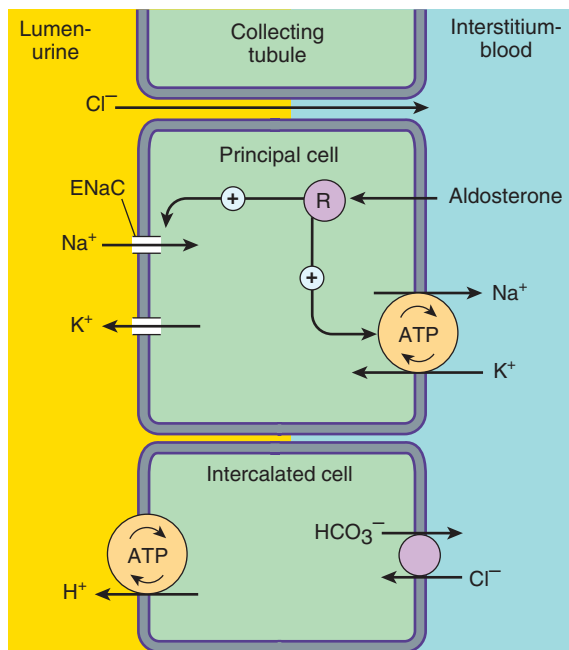 Lumen-
urine
Collecting
tubule
Interstitium-
blood
Cl⁻
Principal cell
ENaC
+
R
Aldosterone
Na⁺
+
Na⁺
K⁺
ATP
K⁺
Intercalated cell
HCO₃⁻
ATP
H⁺
Cl⁻